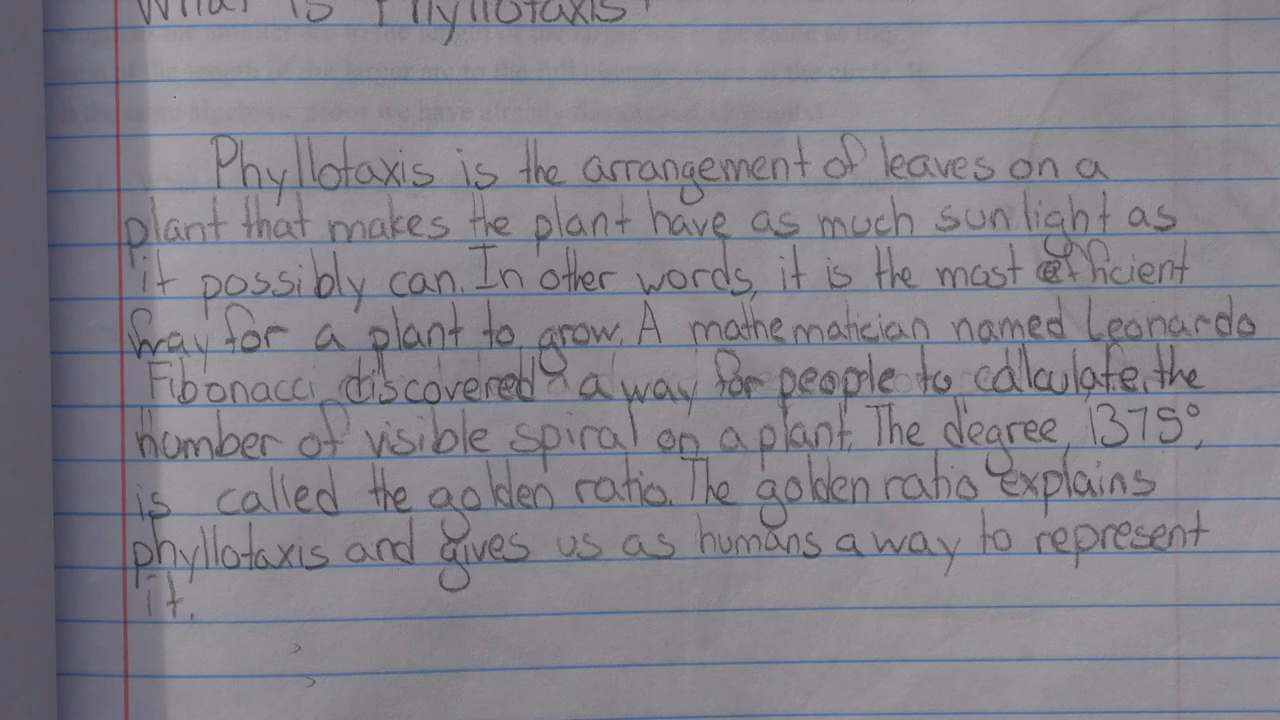 What is Phyllotaxis?
Phyllotaxis is the arrangement of leaves on a
plant that makes the plant have as much sunlight as
it possibly can. In other words, it is the most efficient
way for a plant to grow. A mathematician named Leonardo
Fibonacci, discovered a way for people to calculate, the
number of visible spiral on a plant. The degree, 137.5°,
is called the golden ratio. The golden ratio explains
phyllotaxis and gives us as humans a way to represent
it.